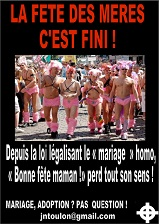 LA FETE DES MERES
C'EST FINI !
Depuis la loi légalisant le « mariage » homo,
« Bonne fête maman !» perd tout son sens !
MARIAGE, ADOPTION ? PAS QUESTION !
jntoulon@gmail.com